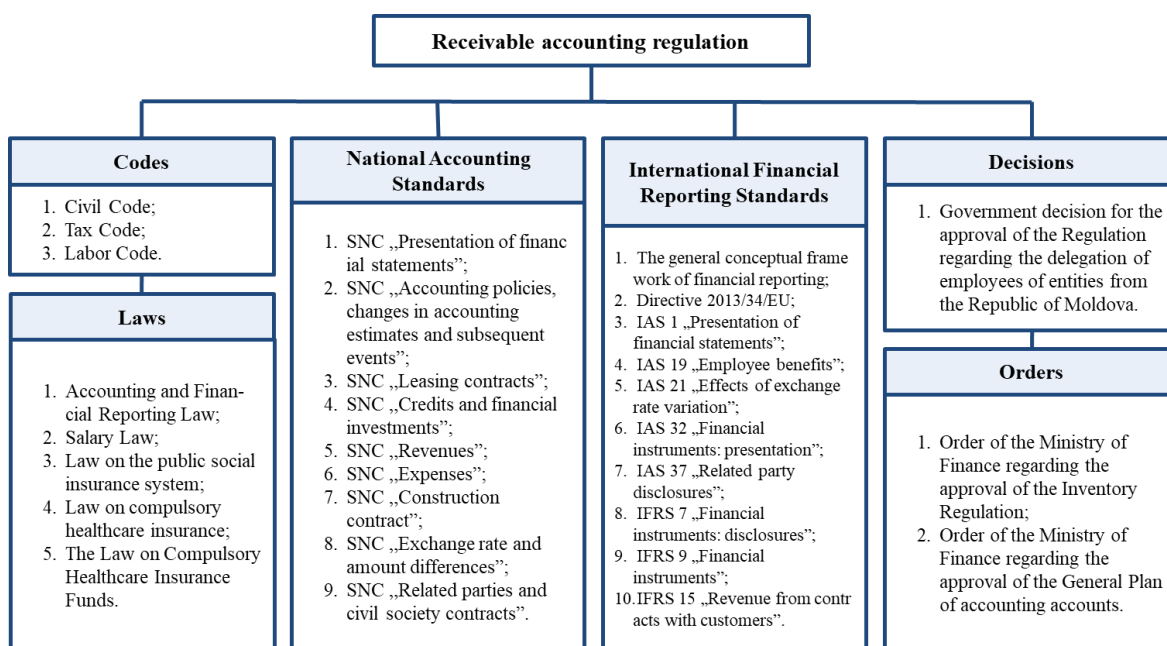 Receivable accounting regulation
Codes
1. Civil Code;
2. Tax Code;
3. Labor Code.
Laws
1. Accounting and Finan-
cial Reporting Law;
2. Salary Law;
3. Law on the public social
insurance system;
4. Law on compulsory
healthcare insurance;
5. The Law on Compulsory
Healthcare Insurance
Funds.
National Accounting
Standards
1. SNC „Presentation of financ
ial statements”;
2. SNC „Accounting policies,
changes in accounting
estimates and subsequent
events”;
3. SNC „Leasing contracts”;
4. SNC „Credits and financial
investments”;
5. SNC „Revenues”;
6. SNC „Expenses”;
7. SNC „Construction
contract”;
8. SNC „Exchange rate and
amount differences”;
9. SNC „Related parties and
civil society contracts”.
International Financial
Reporting Standards
1. The general conceptual frame
work of financial reporting;
2. Directive 2013/34/EU;
3. IAS 1 „Presentation of
financial statements”;
4. IAS 19 „Employee benefits”;
5. IAS 21 „Effects of exchange
rate variation”;
6. IAS 32 „Financial
instruments: presentation”;
7. IAS 37 „Related party
disclosures”;
8. IFRS 7 „Financial
instruments: disclosures”;
9. IFRS 9 „Financial
instruments”;
10. IFRS 15 „Revenue from contr
acts with customers”.
Decisions
1. Government decision for the
approval of the Regulation
regarding the delegation of
employees of entities from
the Republic of Moldova.
Orders
1. Order of the Ministry of
Finance regarding the
approval of the Inventory
Regulation;
2. Order of the Ministry of
Finance regarding the
approval of the General Plan
of accounting accounts.